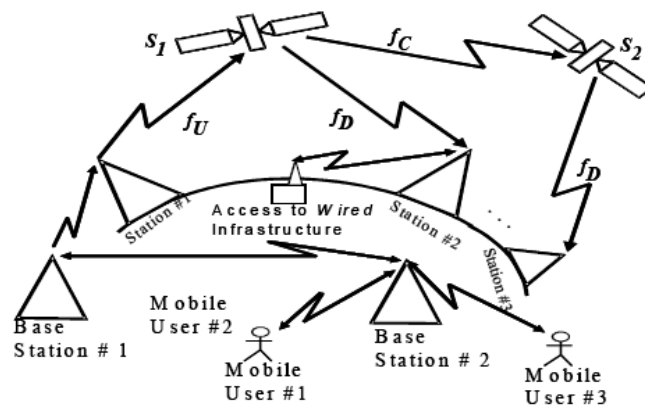 S1
fC
S2
fU
fD
fD
Station #1
Access to Wired
Infrastructure
Station #2
. . .
Station #3
Mobile
User #2
Base
Station # 1
Mobile
User #1
Base
Station # 2
Mobile
User #3